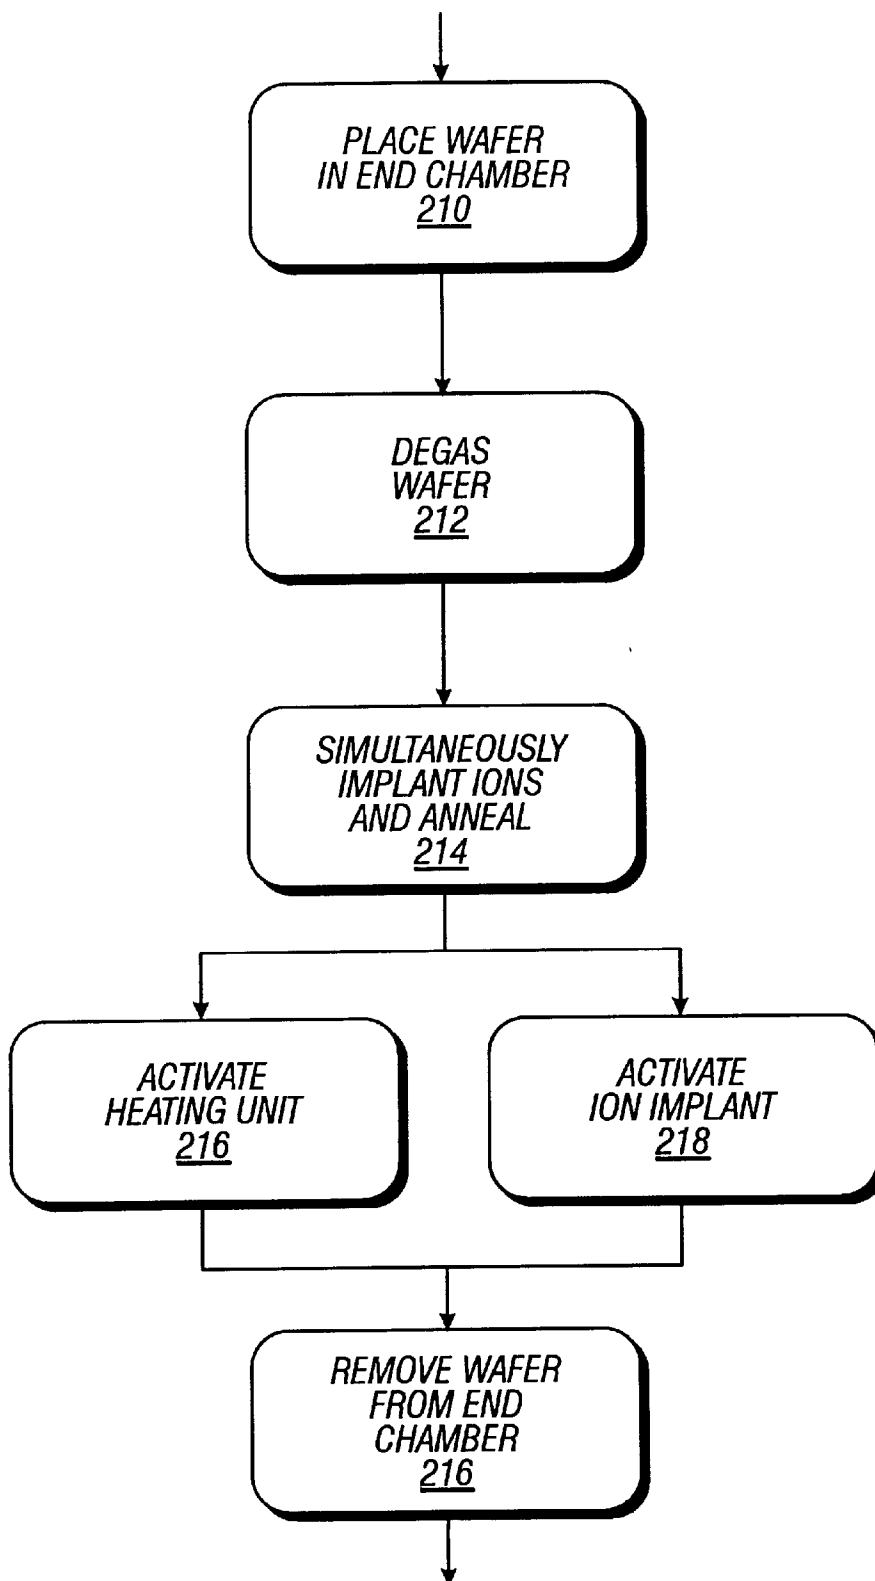 PLACE WAFER
IN END CHAMBER
210
DEGAS
WAFER
212
SIMULTANEOUSLY
IMPLANT IONS
AND ANNEAL
214
ACTIVATE
HEATING UNIT
216
ACTIVATE
ION IMPLANT
218
REMOVE WAFER
FROM END
CHAMBER
216